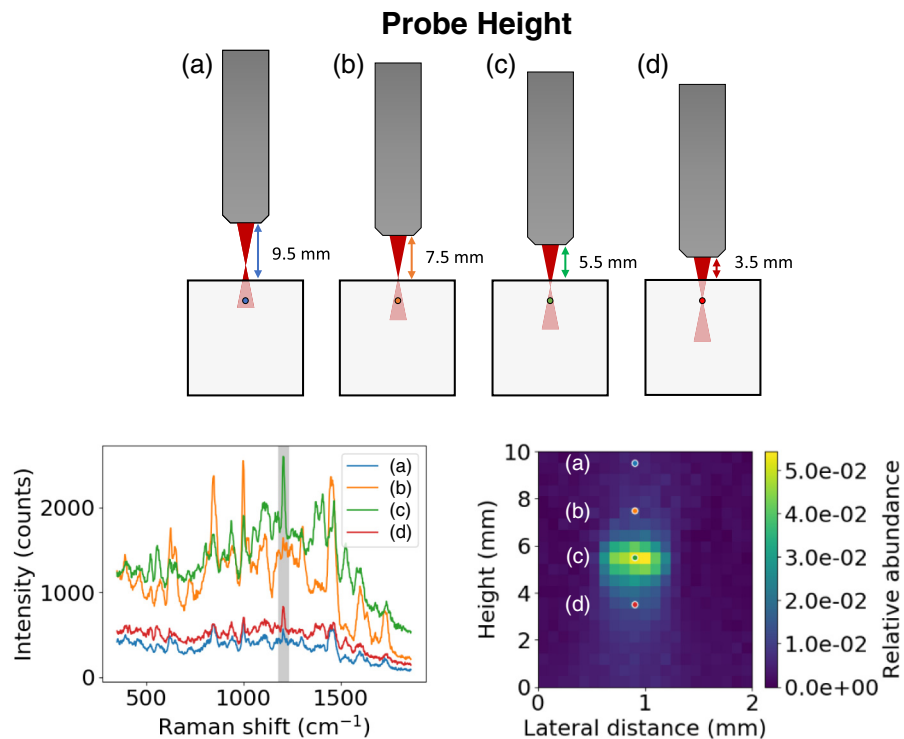 Probe Height
(a) (b) (c) (d)
9.5 mm 7.5 mm 5.5 mm 3.5 mm
2000
1000
0
500 1000 1500
Intensity (counts)
Raman shift (cm⁻¹)
(a)
(b)
(c)
(d)
10
8
6
4
2
0
0 1 2
Height (mm)
Lateral distance (mm)
(a)
(b)
(c)
(d)
5.0e-02
4.0e-02
3.0e-02
2.0e-02
1.0e-02
0.0e+00
Relative abundance